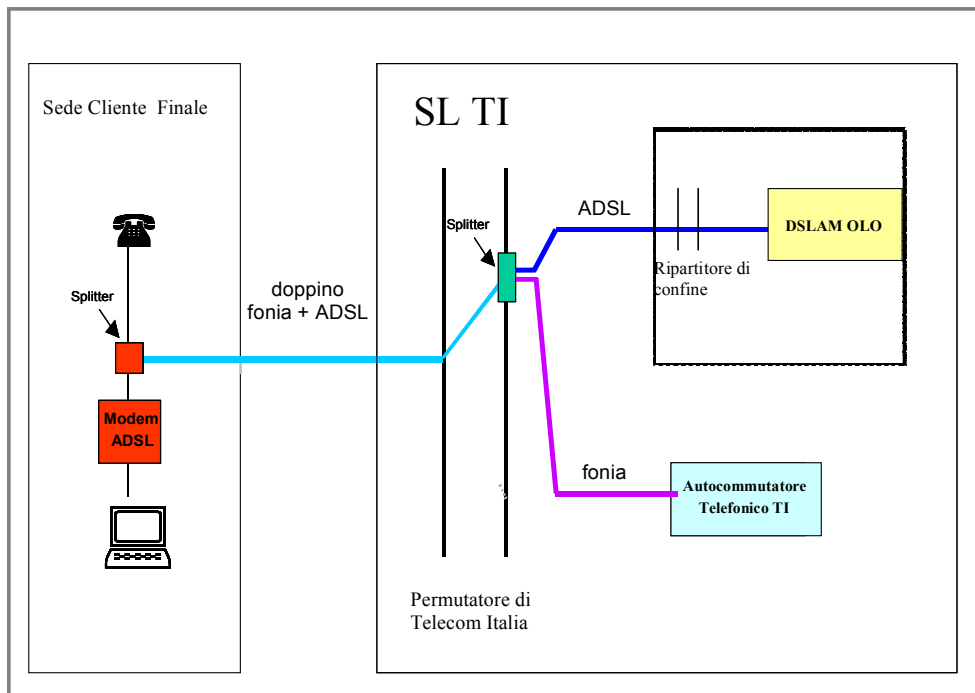 Sede Cliente Finale
SL TI
Splitter
ADSL
DSLAM OLO
Ripartitore di
confine
Splitter
doppino
fonia + ADSL
Modem
ADSL
fonia
Autocommutatore
Telefonico TI
Permutatore di
Telecom Italia